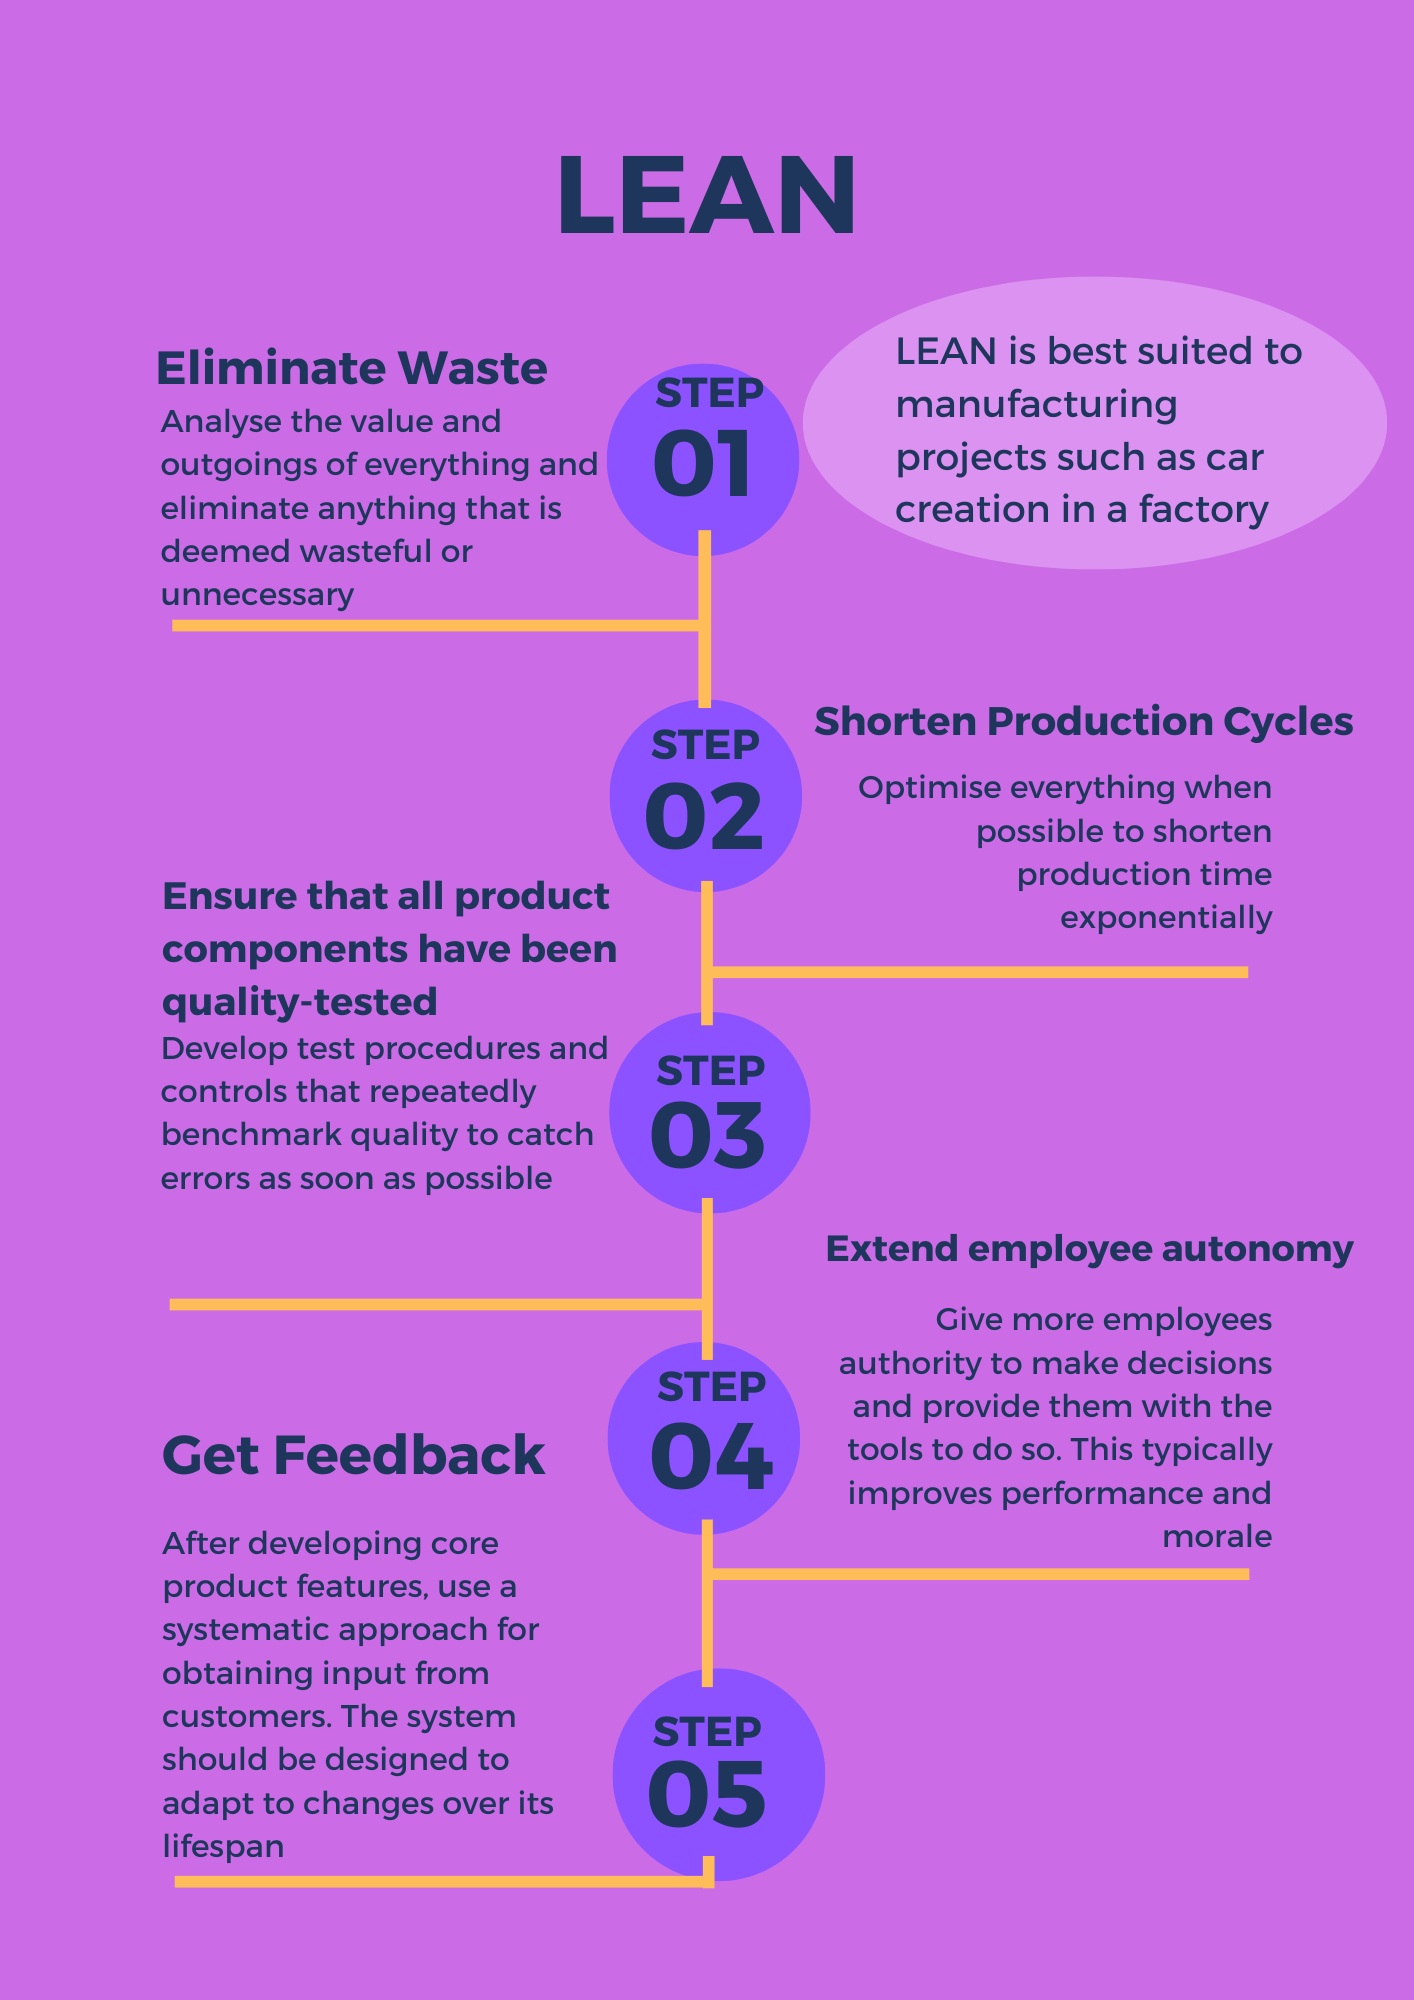 LEAN
Eliminate Waste
Analyse the value and
outgoings of everything and
eliminate anything that is
deemed wasteful or
unnecessary
STEP
01
LEAN is best suited to
manufacturing
projects such as car
creation in a factory
STEP
02
Shorten Production Cycles
Optimise everything when
possible to shorten
production time
exponentially
Ensure that all product
components have been
quality-tested
Develop test procedures and
controls that repeatedly
benchmark quality to catch
errors as soon as possible
STEP
03
Extend employee autonomy
Give more employees
authority to make decisions
and provide them with the
tools to do so. This typically
improves performance and
morale
STEP
04
Get Feedback
After developing core
product features, use a
systematic approach for
obtaining input from
customers. The system
should be designed to
adapt to changes over its
lifespan
STEP
05